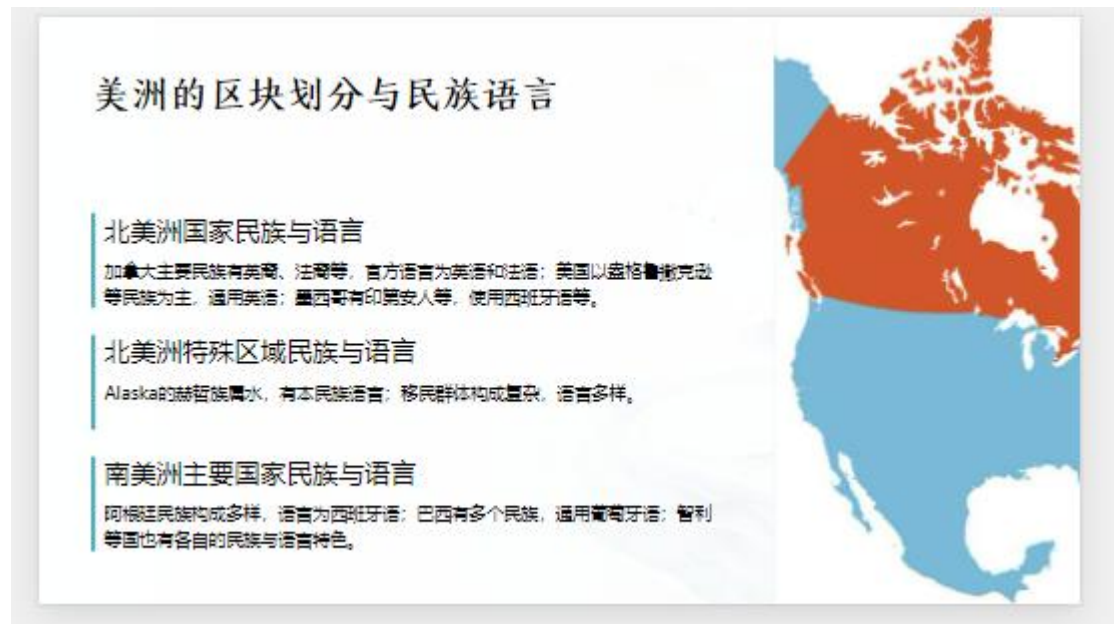 美洲的区块划分与民族语言
北美洲国家民族与语言
加拿大主要民族有英裔、法裔等，官方语言为英语和法语；美国以盎格鲁撒克逊
等民族为主，通用英语；墨西哥有印第安人等，使用西班牙语等。
北美洲特殊区域民族与语言
Alaska的赫哲族属水，有本民族语言；移民群体构成复杂，语言多样。
南美洲主要国家民族与语言
阿根廷民族构成多样，语言为西班牙语；巴西有多个民族，通用葡萄牙语；智利
等国也有各自的民族与语言特色。